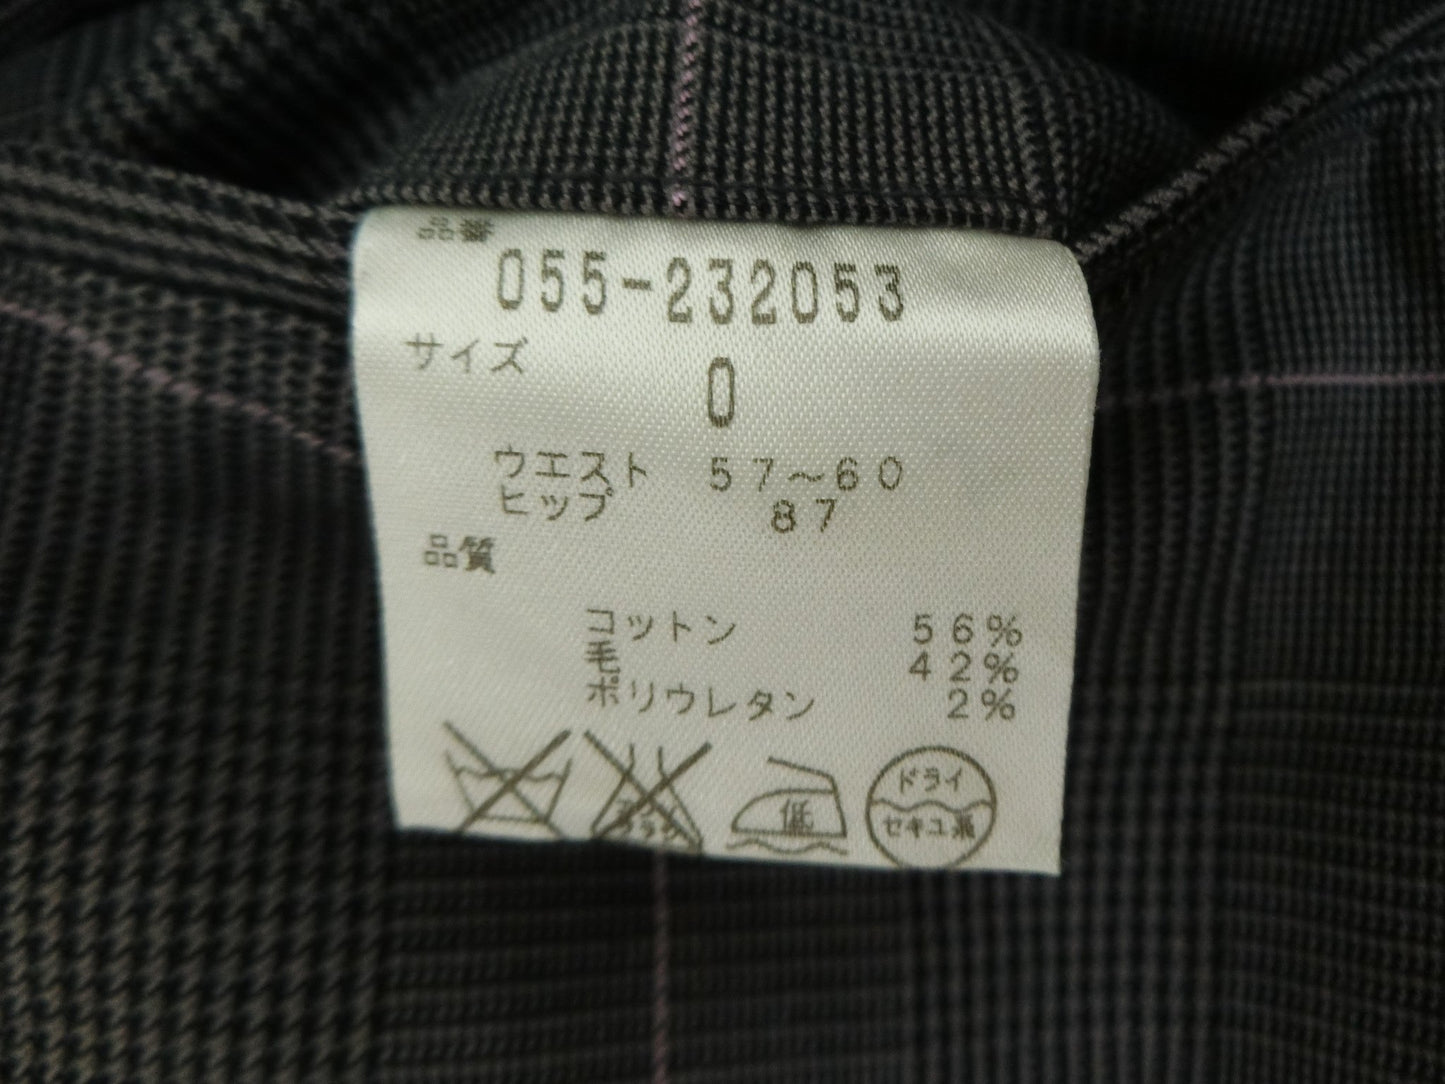 品番
055-232053
サイズ
0
ウエスト 57～60
ヒップ 87
品質
コットン 56%
毛 42%
ポリウレタン 2%
低
ドライ
セキユ系